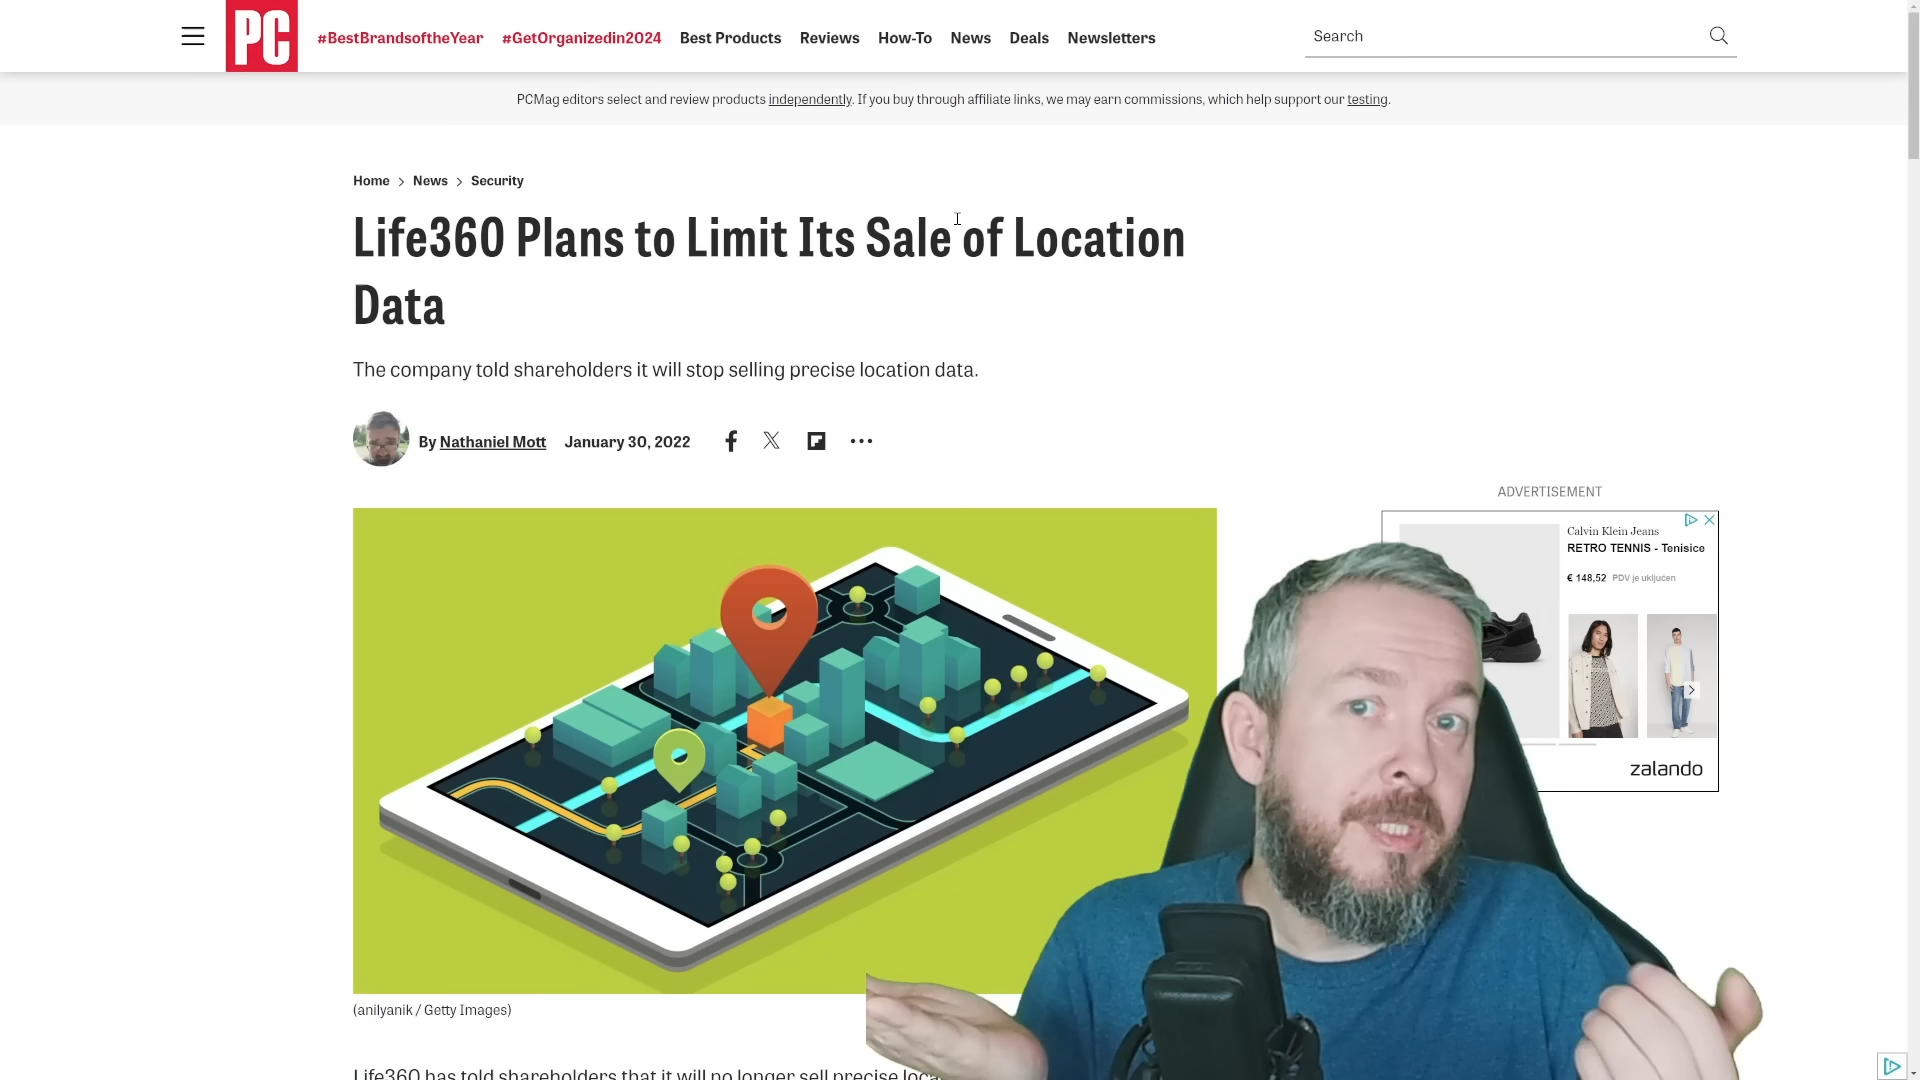 PC
#BestBrandsoftheYear #GetOrganizedin2024 Best Products Reviews How-To News Deals Newsletters
Search
PCMag editors select and review products independently. If you buy through affiliate links, we may earn commissions, which help support our testing.
Home > News > Security
Life360 Plans to Limit Its Sale of Location
Data
The company told shareholders it will stop selling precise location data.
By Nathaniel Mott January 30, 2022
ADVERTISEMENT
Calvin Klein Jeans
RETRO TENNIS - Tenisice
€ 148,52 PDV je uključen
zalando
(anilyanik / Getty Images)
Life360 has told shareholders that it will no longer sell precise